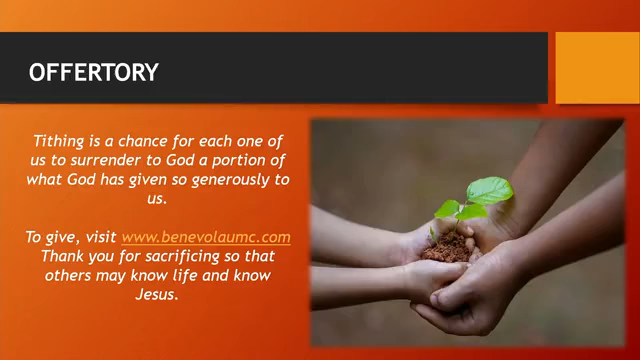 OFFERTORY
Tithing is a chance for each one of
us to surrender to God a portion of
what God has given so generously to
us.
To give, visit www.benevolaumc.com
Thank you for sacrificing so that
others may know life and know
Jesus.